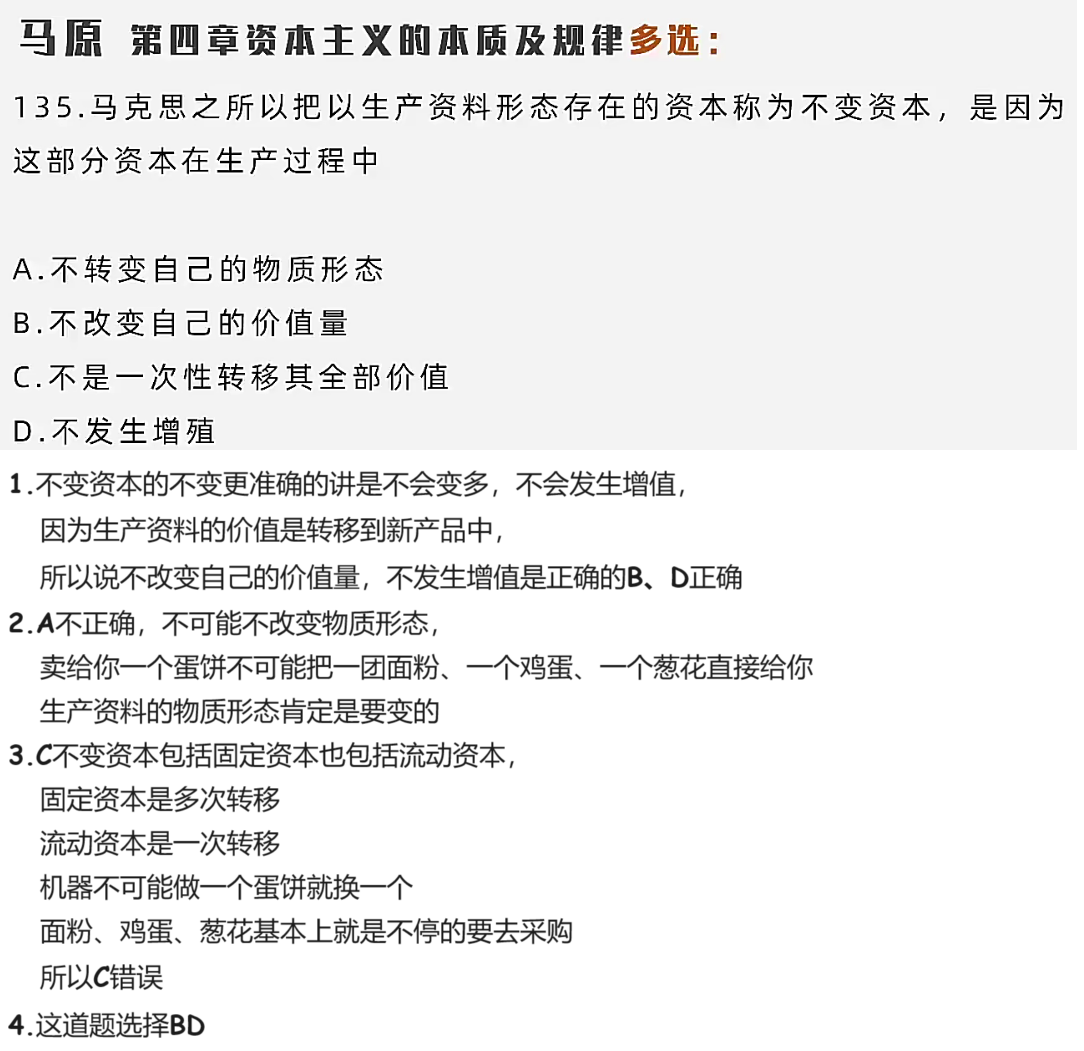 马原 第四章资本主义的本质及规律多选：
135.马克思之所以把以生产资料形态存在的资本称为不变资本，是因为
这部分资本在生产过程中
A.不转变自己的物质形态
B.不改变自己的价值量
C.不是一次性转移其全部价值
D.不发生增殖
1.不变资本的不变更准确的讲是不会变多，不会发生增值，
因为生产资料的价值是转移到新产品中，
所以说不改变自己的价值量，不发生增值是正确的B、D正确
2.A不正确，不可能不改变物质形态，
卖给你一个蛋饼不可能把一团面粉、一个鸡蛋、一个葱花直接给你
生产资料的物质形态肯定是要变的
3.C不变资本包括固定资本也包括流动资本，
固定资本是多次转移
流动资本是一次转移
机器不可能做一个蛋饼就换一个
面粉、鸡蛋、葱花基本上就是不停的要去采购
所以C错误
4.这道题选择BD